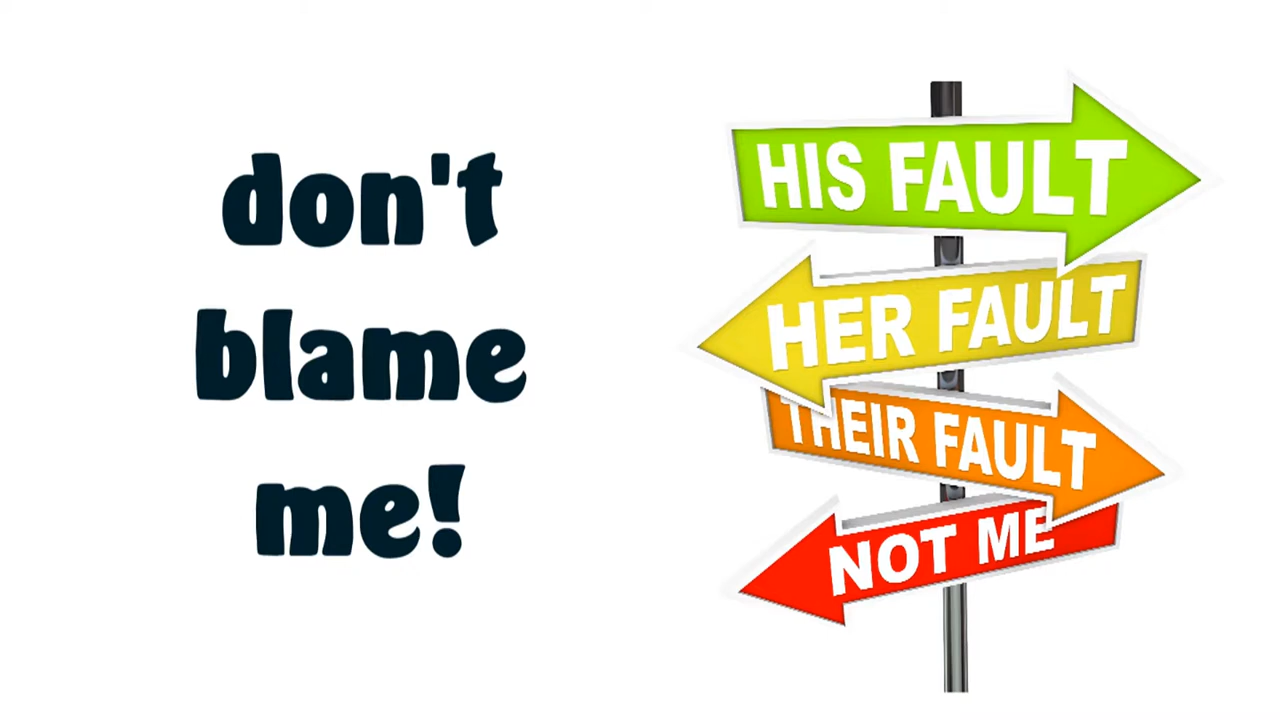 don't
blame
me!
HIS FAULT
HER FAULT
THEIR FAULT
NOT ME